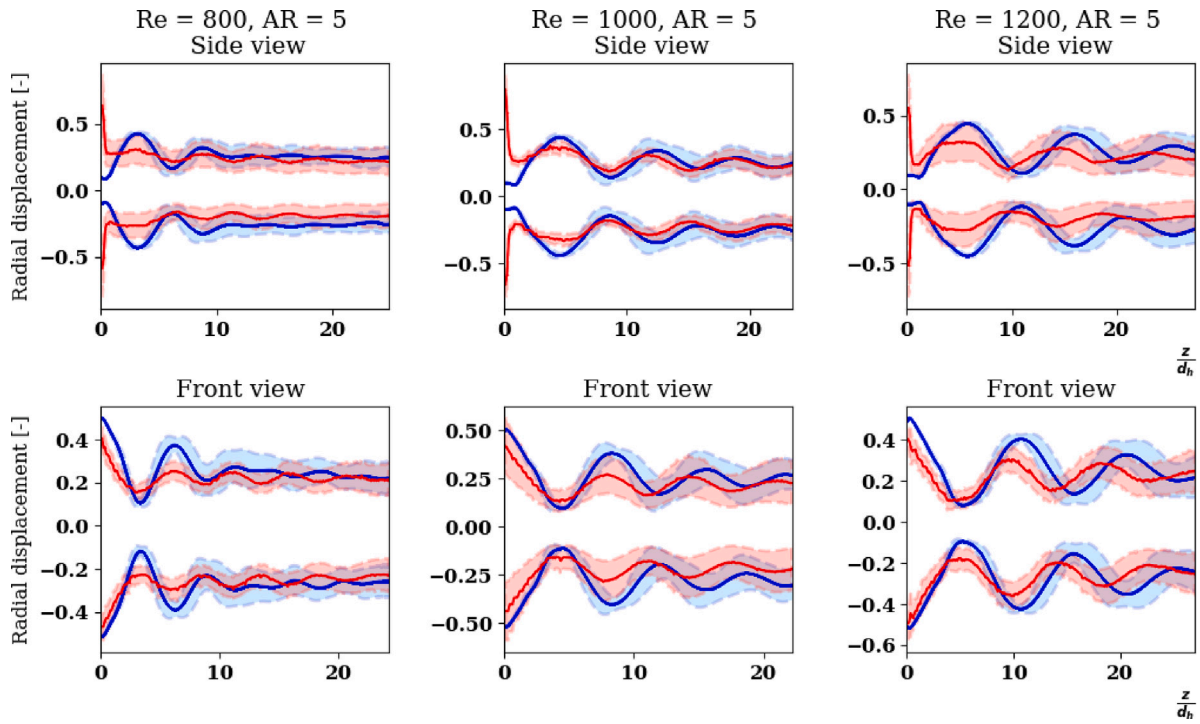 Re = 800, AR = 5
Side view
Re = 1000, AR = 5
Side view
Re = 1200, AR = 5
Side view
Radial displacement [-]
0.5
0.0
−0.5
0 10 20
0.5
0.0
−0.5
0 10 20
0.5
0.0
−0.5
0 10 20
z
d_h
Front view
Front view
Front view
Radial displacement [-]
0.4
0.2
0.0
−0.2
−0.4
0 10 20
0.50
0.25
0.00
−0.25
−0.50
0 10 20
0.4
0.2
0.0
−0.2
−0.4
−0.6
0 10 20
z
d_h